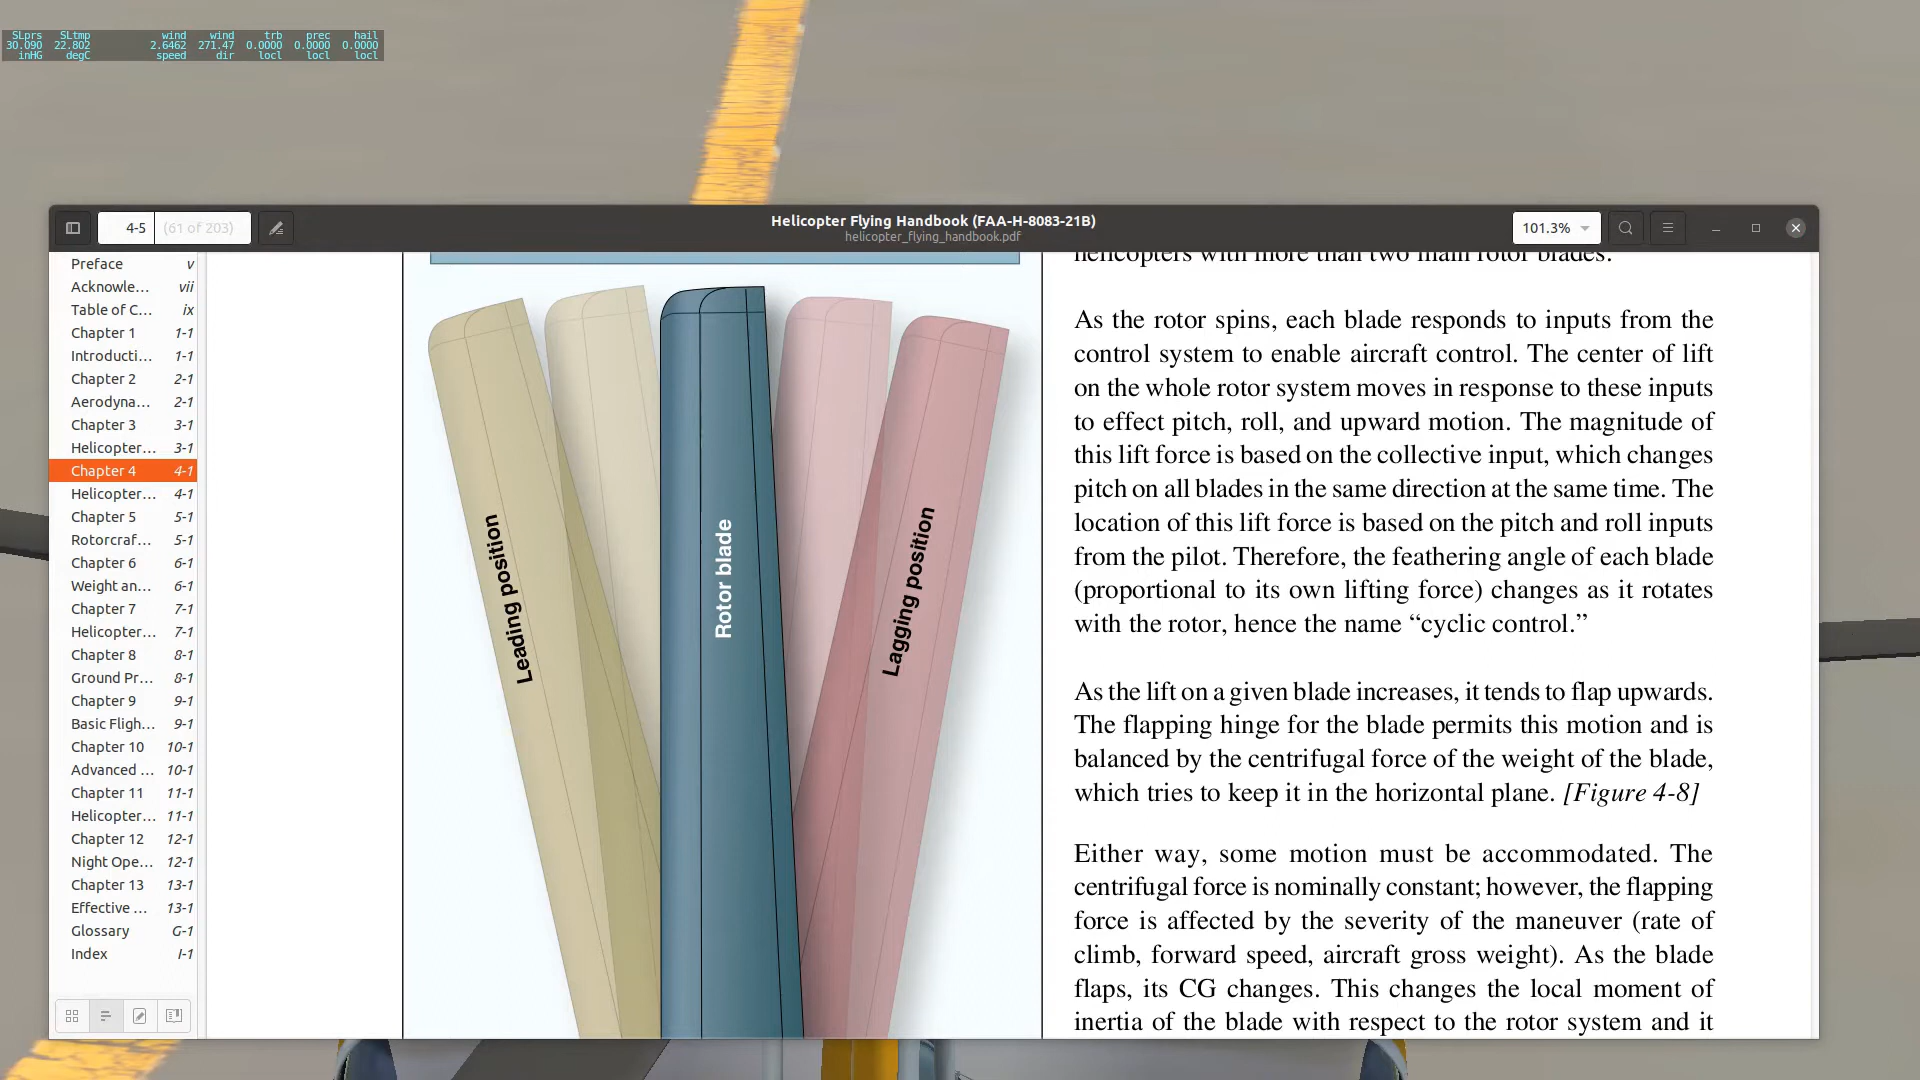 SLprs SLtmp wind wind trb prec hail
30.090 22.802 2.6462 271.47 0.0000 0.0000 0.0000
inHG degC speed dir locl locl locl
4-5 (61 of 203)
Helicopter Flying Handbook (FAA-H-8083-21B)
helicopter_flying_handbook.pdf
101.3%
Preface v
Acknowle... vii
Table of C... ix
Chapter 1 1-1
Introducti... 1-1
Chapter 2 2-1
Aerodyna... 2-1
Chapter 3 3-1
Helicopter... 3-1
Chapter 4 4-1
Helicopter... 4-1
Chapter 5 5-1
Rotorcraf... 5-1
Chapter 6 6-1
Weight an... 6-1
Chapter 7 7-1
Helicopter... 7-1
Chapter 8 8-1
Ground Pr... 8-1
Chapter 9 9-1
Basic Fligh... 9-1
Chapter 10 10-1
Advanced ... 10-1
Chapter 11 11-1
Helicopter... 11-1
Chapter 12 12-1
Night Ope... 12-1
Chapter 13 13-1
Effective ... 13-1
Glossary G-1
Index I-1
Leading position
Rotor blade
Lagging position
helicopters with more than two main rotor blades.
As the rotor spins, each blade responds to inputs from the
control system to enable aircraft control. The center of lift
on the whole rotor system moves in response to these inputs
to effect pitch, roll, and upward motion. The magnitude of
this lift force is based on the collective input, which changes
pitch on all blades in the same direction at the same time. The
location of this lift force is based on the pitch and roll inputs
from the pilot. Therefore, the feathering angle of each blade
(proportional to its own lifting force) changes as it rotates
with the rotor, hence the name “cyclic control.”
As the lift on a given blade increases, it tends to flap upwards.
The flapping hinge for the blade permits this motion and is
balanced by the centrifugal force of the weight of the blade,
which tries to keep it in the horizontal plane. [Figure 4-8]
Either way, some motion must be accommodated. The
centrifugal force is nominally constant; however, the flapping
force is affected by the severity of the maneuver (rate of
climb, forward speed, aircraft gross weight). As the blade
flaps, its CG changes. This changes the local moment of
inertia of the blade with respect to the rotor system and it